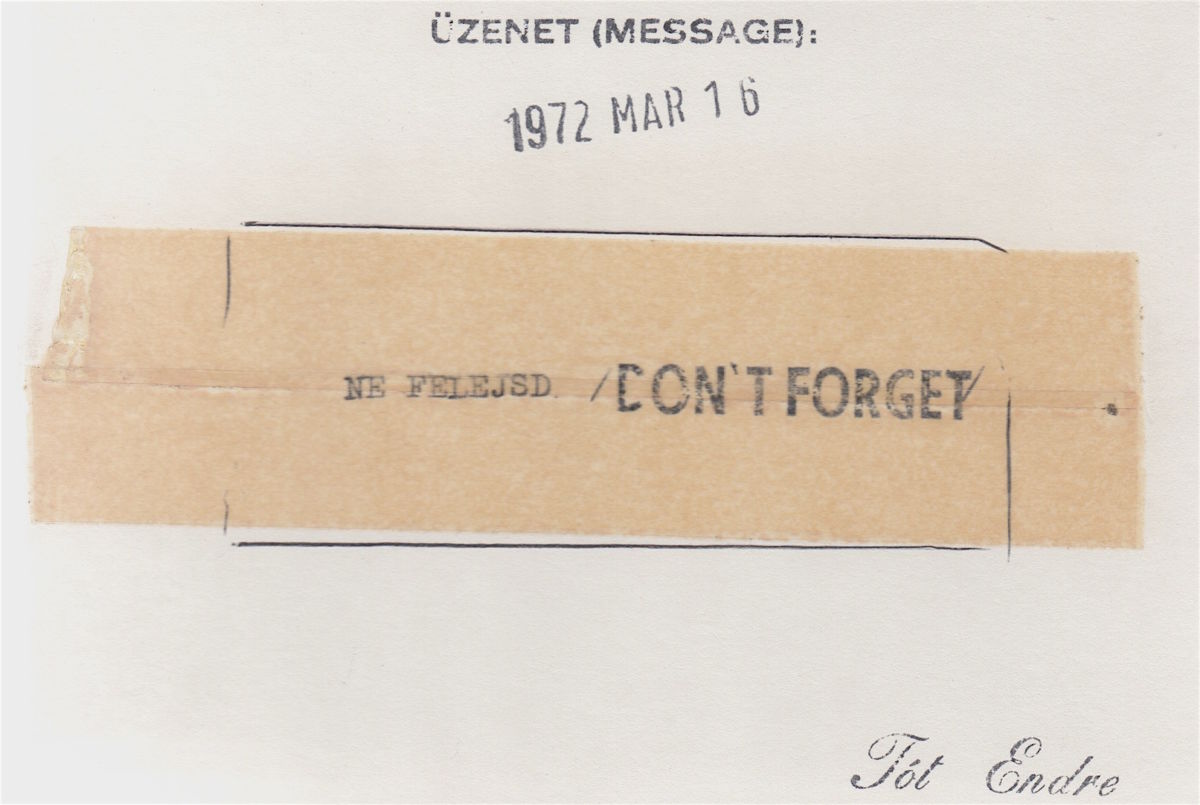 ÜZENET (MESSAGE):
1972 MAR 16
NE FELEJSD /DON'T FORGET/
Tót Endre